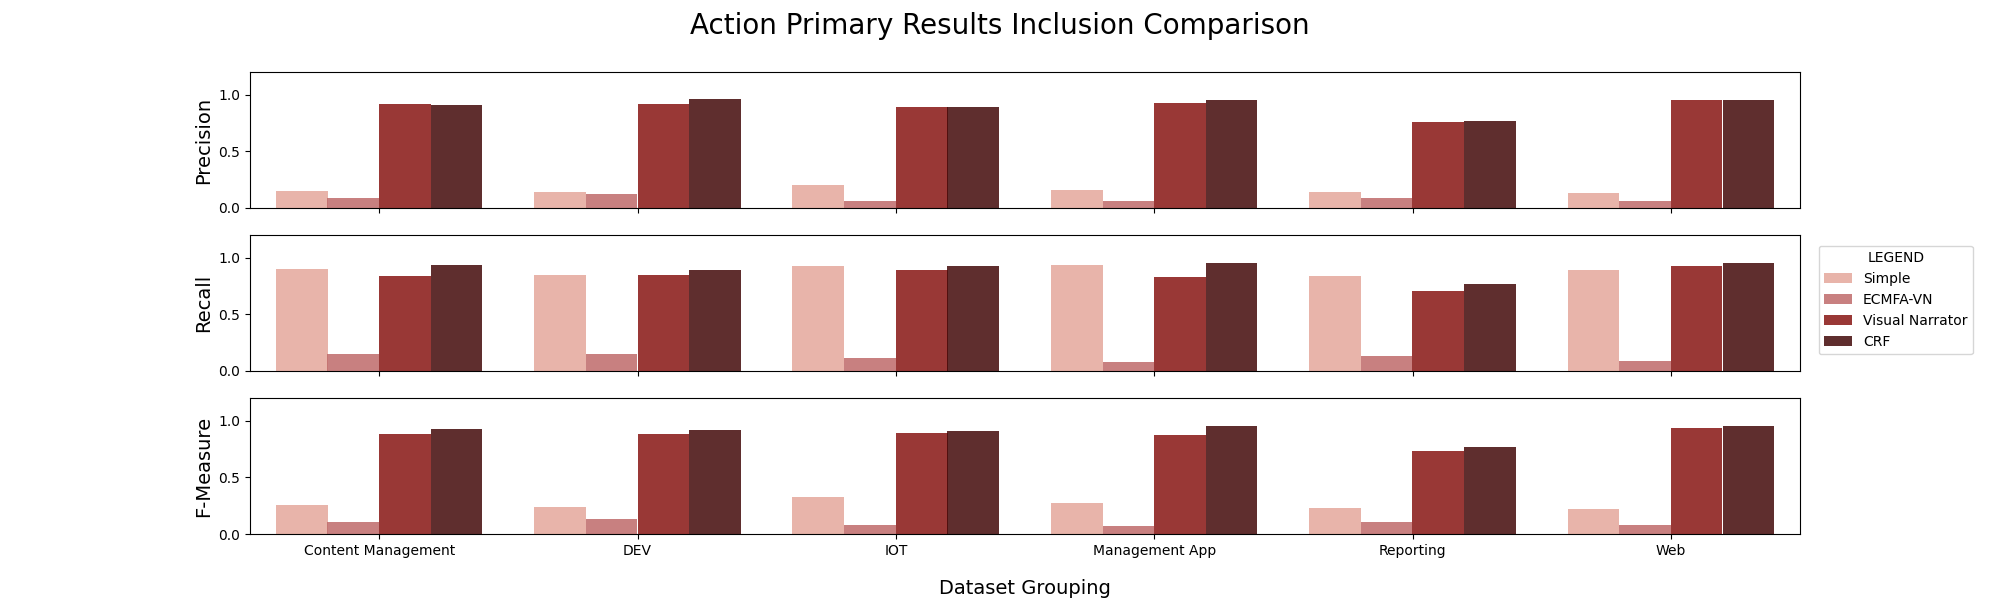 Action Primary Results Inclusion Comparison
Precision
1.0
0.5
0.0
Recall
1.0
0.5
0.0
F-Measure
1.0
0.5
0.0
Content Management
DEV
IOT
Management App
Reporting
Web
Dataset Grouping
LEGEND
Simple
ECMFA-VN
Visual Narrator
CRF